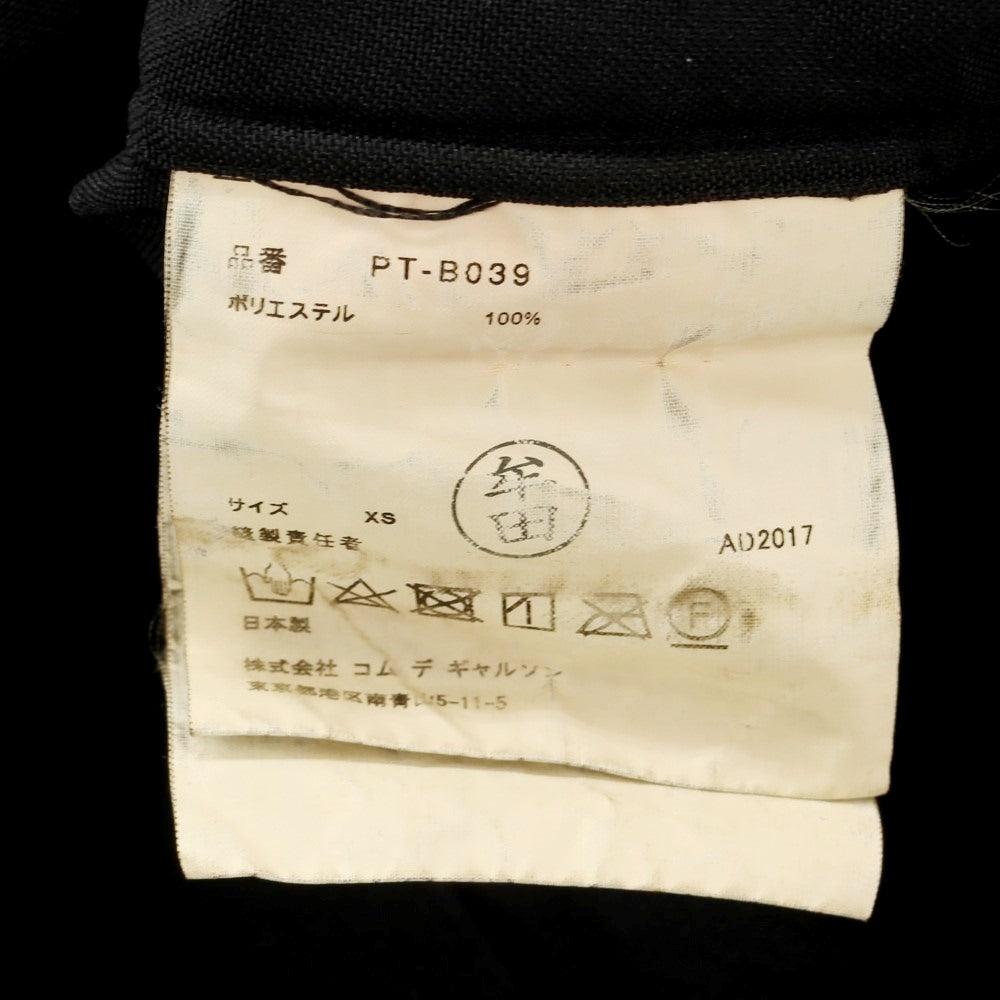 品番 PT-B039
ポリエステル 100%
牟田
サイズ XS
縫製責任者 AD2017
F
日本製
株式会社 コム デ ギャルソン
東京都港区南青山5-11-5